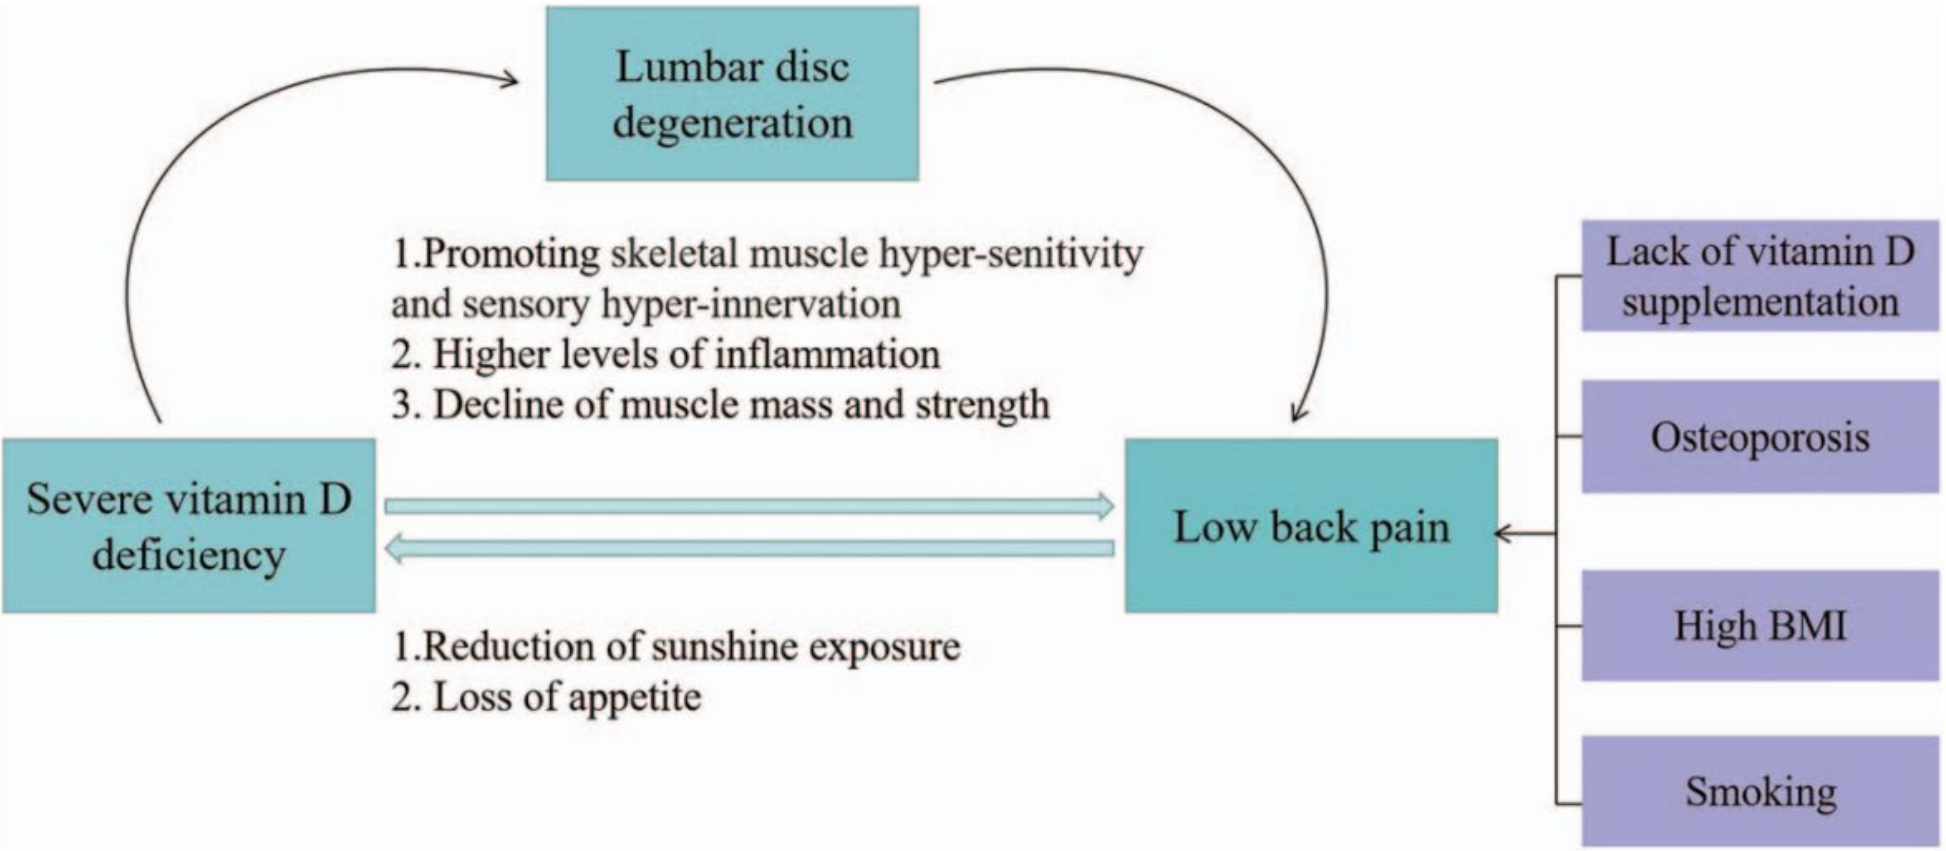 Lumbar disc
degeneration
1.Promoting skeletal muscle hyper-senitivity
and sensory hyper-innervation
2. Higher levels of inflammation
3. Decline of muscle mass and strength
Severe vitamin D
deficiency
Low back pain
1.Reduction of sunshine exposure
2. Loss of appetite
Lack of vitamin D
supplementation
Osteoporosis
High BMI
Smoking